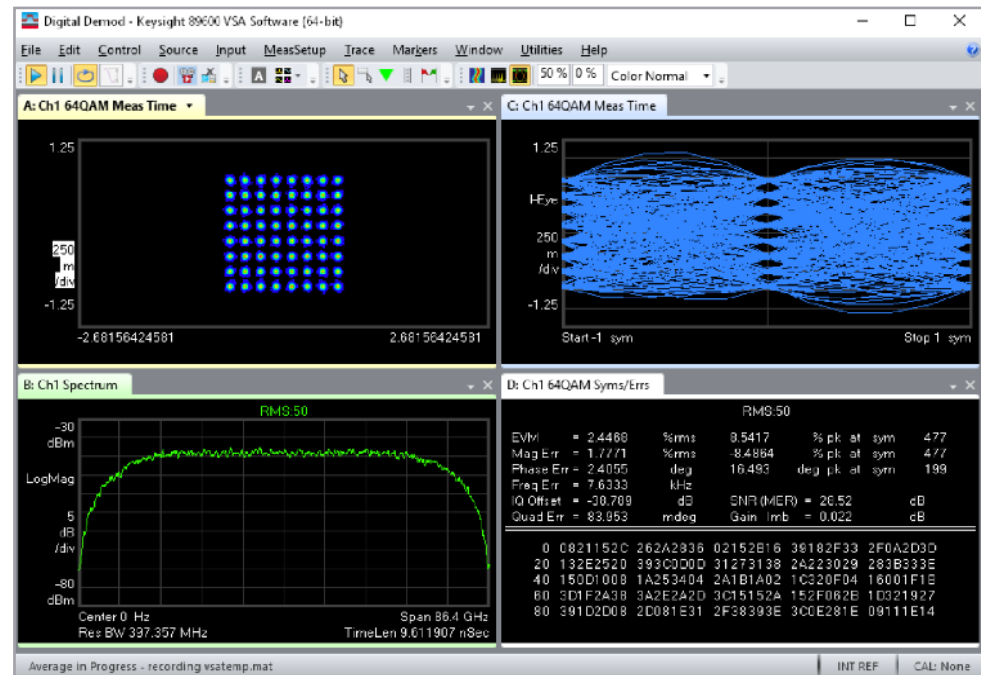 Digital Demod - Keysight 89600 VSA Software (64-bit)
File Edit Control Source Input MeasSetup Trace Markers Window Utilities Help
A 50 % 0 % Color Normal
A: Ch1 64QAM Meas Time
1.25
250
m
/div
-1.25
-2.68156424581 2.68156424581
C: Ch1 64QAM Meas Time
1.25
I-Eye
250
m
/div
-1.25
Start -1 sym Stop 1 sym
B: Ch1 Spectrum
RMS:50
-30
dBm
LogMag
5
dB
/div
-80
dBm
Center 0 Hz Span 86.4 GHz
Res BW 397.357 MHz TimeLen 9.611907 nSec
D: Ch1 64QAM Syms/Errs
RMS:50
EVM = 2.4468 %rms 8.5417 % pk at sym 477
Mag Err = 1.7771 %rms -8.4864 % pk at sym 477
Phase Err = 2.4055 deg 16.493 deg pk at sym 199
Freq Err = 7.6333 kHz
IQ Offset = -38.789 dB SNR(MER) = 28.52 dB
Quad Err = 83.953 mdeg Gain Imb = 0.022 dB
0 0821152C 262A2836 02152B16 39182F33 2F0A2D3D
20 132E2520 393C0D0D 31273138 2A223029 283B333E
40 150D1008 1A253404 2A1B1A02 1C320F04 16001F1B
60 3D1F2A38 3A2E2A2D 3C15152A 152F062B 1D321927
80 391D2D08 2D081E31 2F38393E 3C0E281E 09111E14
Average in Progress - recording vsatemp.mat INT REF CAL: None